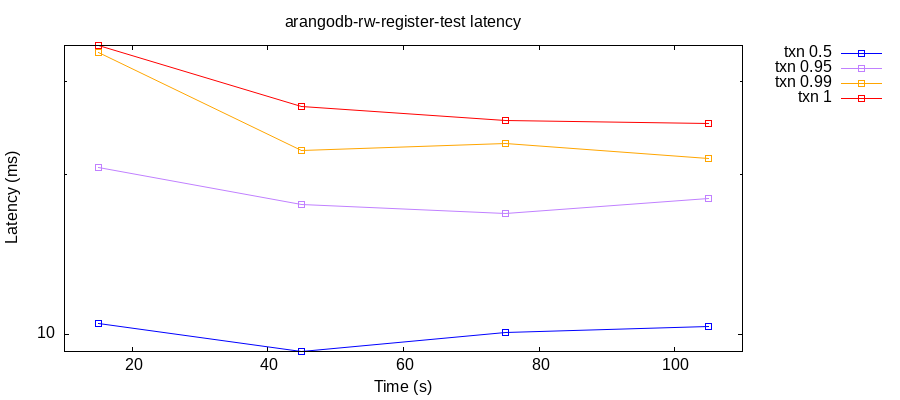 arangodb-rw-register-test latency
txn 0.5
txn 0.95
txn 0.99
txn 1
Latency (ms)
10
20 40 60 80 100
Time (s)